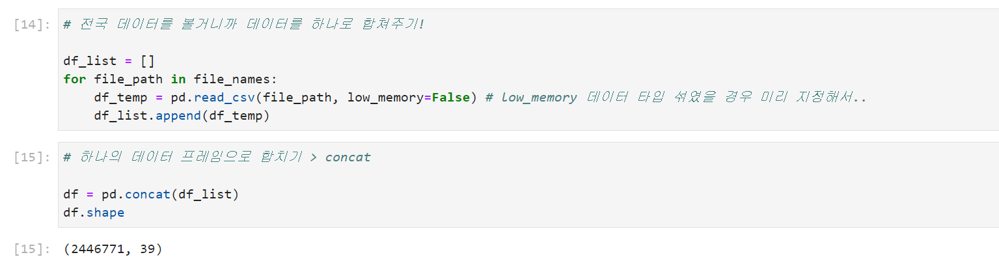 [14]: # 전국 데이터를 볼거니까 데이터를 하나로 합쳐주기!
df_list = []
for file_path in file_names:
    df_temp = pd.read_csv(file_path, low_memory=False) # low_memory 데이터 타입 섞였을 경우 미리 지정해서..
    df_list.append(df_temp)
[15]: # 하나의 데이터 프레임으로 합치기 > concat
df = pd.concat(df_list)
df.shape
[15]: (2446771, 39)